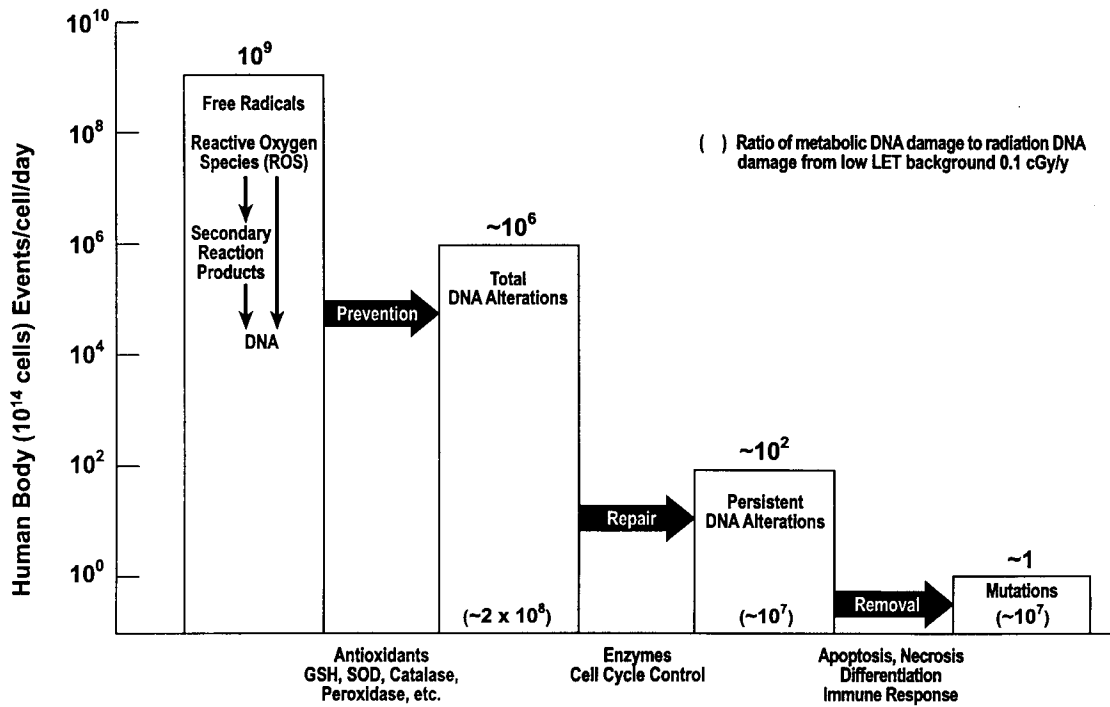 Human Body (10¹⁴ cells) Events/cell/day
10¹⁰
10⁸
10⁶
10⁴
10²
10⁰
10⁹
Free Radicals
Reactive Oxygen
Species (ROS)
Secondary
Reaction
Products
DNA
Prevention
Antioxidants
GSH, SOD, Catalase,
Peroxidase, etc.
~10⁶
Total
DNA Alterations
(~2 x 10⁸)
Repair
Enzymes
Cell Cycle Control
( ) Ratio of metabolic DNA damage to radiation DNA
damage from low LET background 0.1 cGy/y
~10²
Persistent
DNA Alterations
(~10⁷)
Removal
Apoptosis, Necrosis
Differentiation
Immune Response
~1
Mutations
(~10⁷)